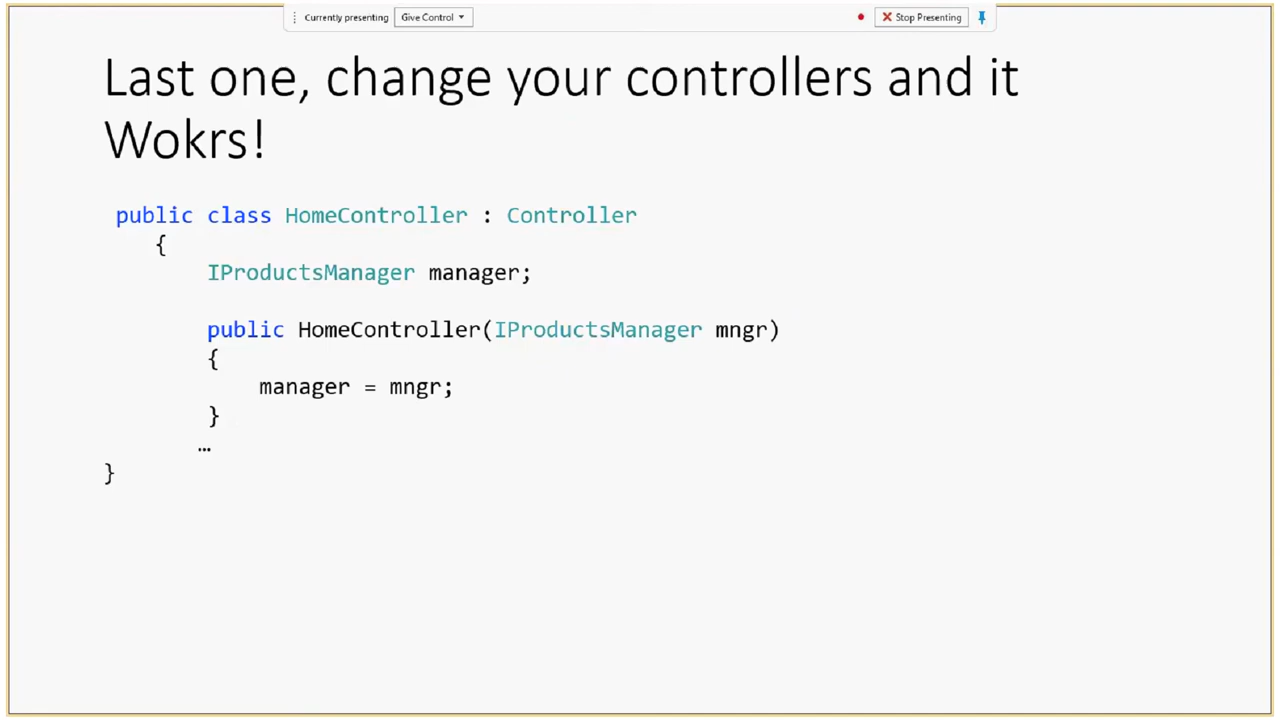 Currently presenting Give Control Stop Presenting
Last one, change your controllers and it
Wokrs!
public class HomeController : Controller
{
IProductsManager manager;
public HomeController(IProductsManager mngr)
{
manager = mngr;
}
…
}